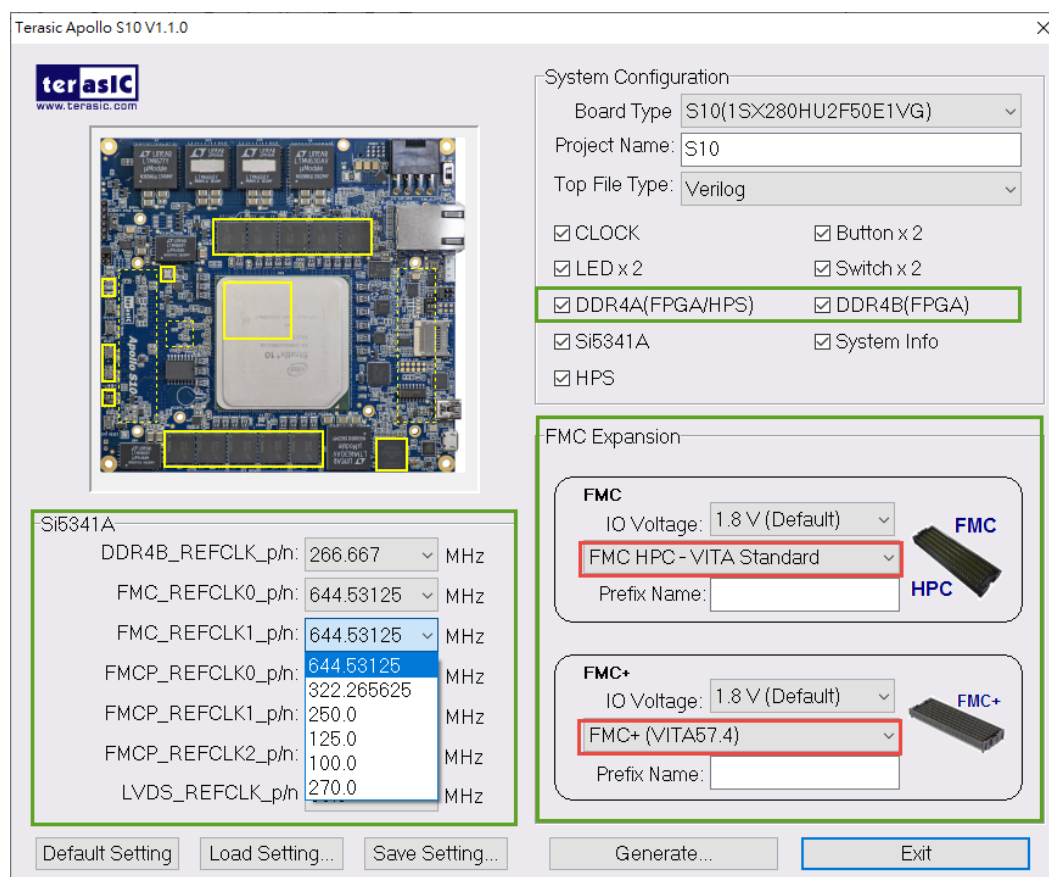 Terasic Apollo S10 V1.1.0
terasIC
www.terasic.com
Apollo S10
System Configuration
Board Type S10(1SX280HU2F50E1VG)
Project Name: S10
Top File Type: Verilog
CLOCK Button x 2
LED x 2 Switch x 2
DDR4A(FPGA/HPS) DDR4B(FPGA)
Si5341A System Info
HPS
Si5341A
DDR4B_REFCLK_p/n: 266.667 MHz
FMC_REFCLK0_p/n: 644.53125 MHz
FMC_REFCLK1_p/n: 644.53125 MHz
FMCP_REFCLK0_p/n: MHz
FMCP_REFCLK1_p/n: MHz
FMCP_REFCLK2_p/n: MHz
LVDS_REFCLK_p/n MHz
644.53125
322.265625
250.0
125.0
100.0
270.0
FMC Expansion
FMC
IO Voltage: 1.8 V (Default)
FMC HPC - VITA Standard
Prefix Name:
FMC
HPC
FMC+
IO Voltage: 1.8 V (Default)
FMC+ (VITA57.4)
Prefix Name:
FMC+
Default Setting Load Setting... Save Setting... Generate... Exit